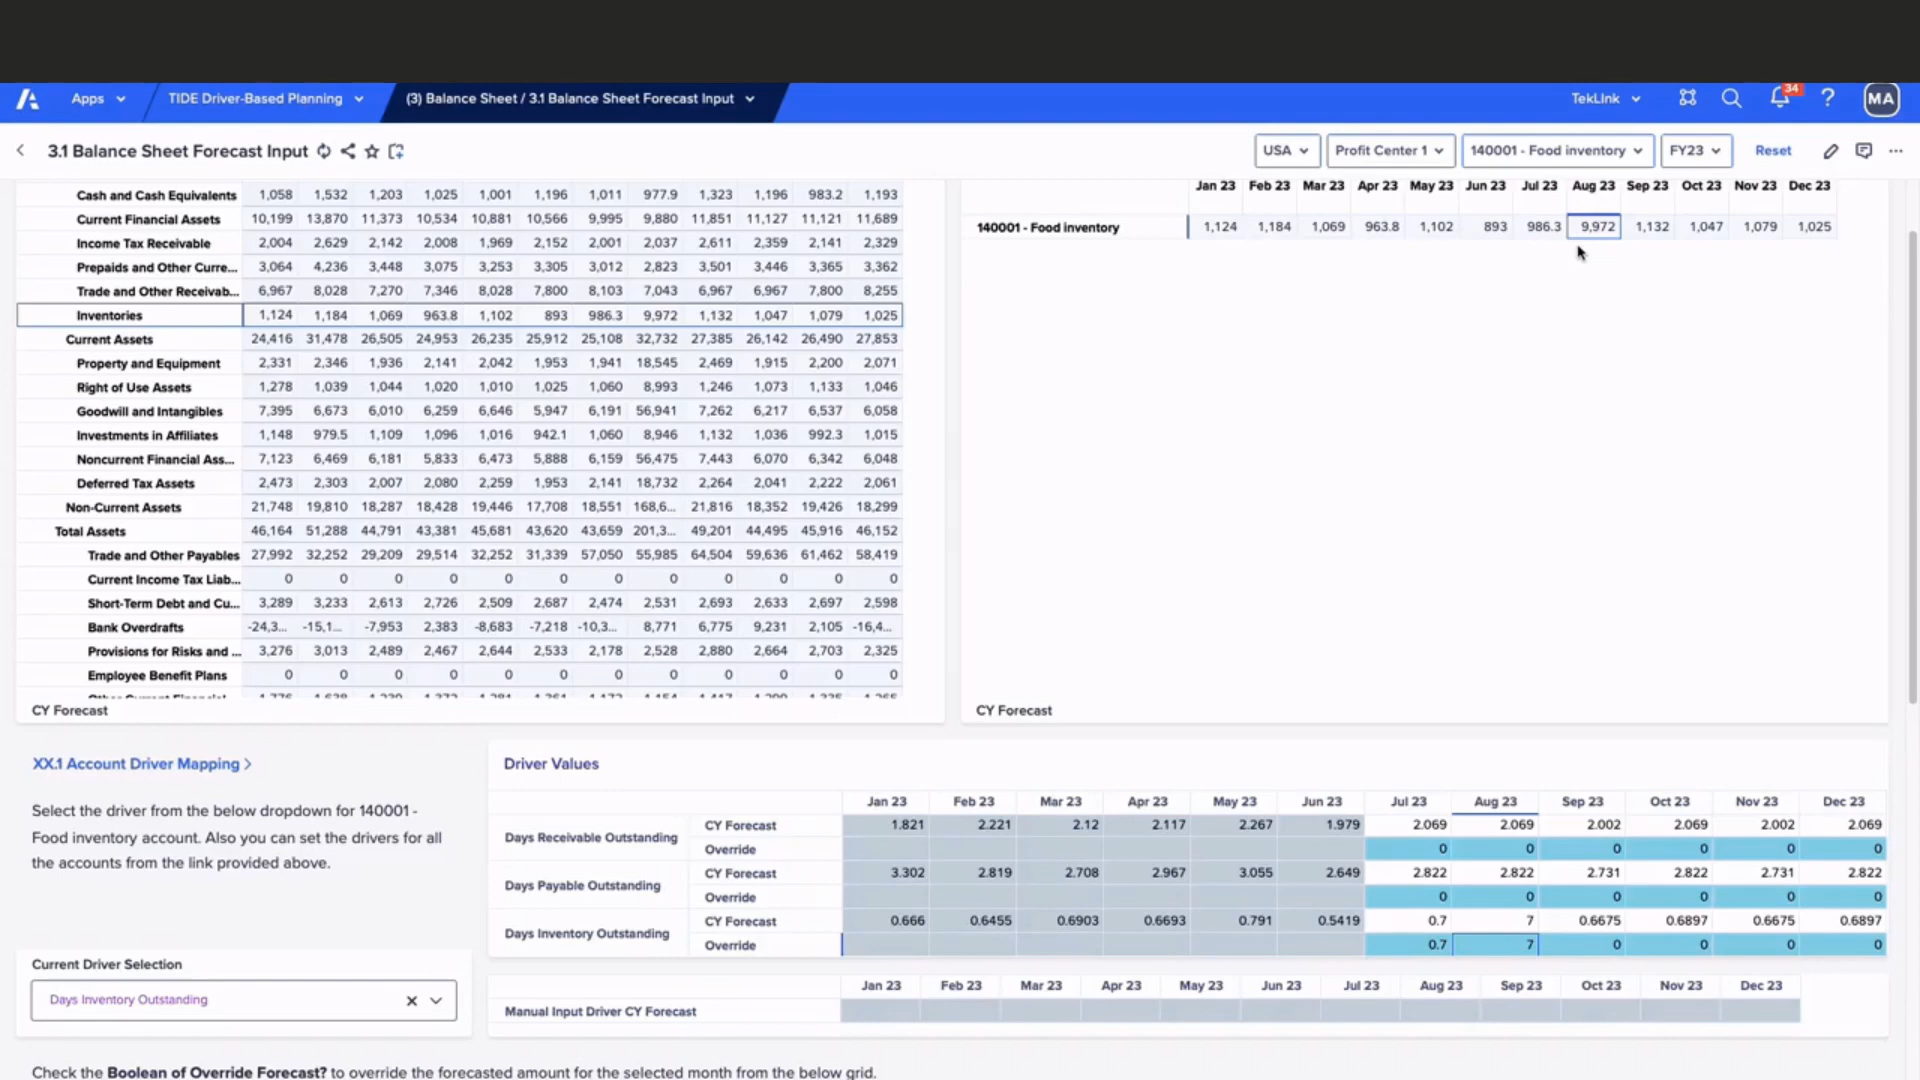 Apps TIDE Driver-Based Planning (3) Balance Sheet / 3.1 Balance Sheet Forecast Input TekLink 34 ? MA
3.1 Balance Sheet Forecast Input USA Profit Center 1 140001 - Food inventory FY23 Reset ...
Cash and Cash Equivalents 1,058 1,532 1,203 1,025 1,001 1,196 1,011 977.9 1,323 1,196 983.2 1,193
Current Financial Assets 10,199 13,870 11,373 10,534 10,881 10,566 9,995 9,880 11,851 11,127 11,121 11,689
Income Tax Receivable 2,004 2,629 2,142 2,008 1,969 2,152 2,001 2,037 2,611 2,359 2,141 2,329
Prepaids and Other Curre... 3,064 4,236 3,448 3,075 3,253 3,305 3,012 2,823 3,501 3,446 3,365 3,362
Trade and Other Receivab... 6,967 8,028 7,270 7,346 8,028 7,800 8,103 7,043 6,967 6,967 7,800 8,255
Inventories 1,124 1,184 1,069 963.8 1,102 893 986.3 9,972 1,132 1,047 1,079 1,025
Current Assets 24,416 31,478 26,505 24,953 26,235 25,912 25,108 32,732 27,385 26,142 26,490 27,853
Property and Equipment 2,331 2,346 1,936 2,141 2,042 1,953 1,941 18,545 2,469 1,915 2,200 2,071
Right of Use Assets 1,278 1,039 1,044 1,020 1,010 1,025 1,060 8,993 1,246 1,073 1,133 1,046
Goodwill and Intangibles 7,395 6,673 6,010 6,259 6,646 5,947 6,191 56,941 7,262 6,217 6,537 6,058
Investments in Affiliates 1,148 979.5 1,109 1,096 1,016 942.1 1,060 8,946 1,132 1,036 992.3 1,015
Noncurrent Financial Ass... 7,123 6,469 6,181 5,833 6,473 5,888 6,159 56,475 7,443 6,070 6,342 6,048
Deferred Tax Assets 2,473 2,303 2,007 2,080 2,259 1,953 2,141 18,732 2,264 2,041 2,222 2,061
Non-Current Assets 21,748 19,810 18,287 18,428 19,446 17,708 18,551 168,6... 21,816 18,352 19,426 18,299
Total Assets 46,164 51,288 44,791 43,381 45,681 43,620 43,659 201,3... 49,201 44,495 45,916 46,152
Trade and Other Payables 27,992 32,252 29,209 29,514 32,252 31,339 57,050 55,985 64,504 59,636 61,462 58,419
Current Income Tax Liab... 0 0 0 0 0 0 0 0 0 0 0 0
Short-Term Debt and Cu... 3,289 3,233 2,613 2,726 2,509 2,687 2,474 2,531 2,693 2,633 2,697 2,598
Bank Overdrafts -24,3... -15,1... -7,953 2,383 -8,683 -7,218 -10,3... 8,771 6,775 9,231 2,105 -16,4...
Provisions for Risks and ... 3,276 3,013 2,489 2,467 2,644 2,533 2,178 2,528 2,880 2,664 2,703 2,325
Employee Benefit Plans 0 0 0 0 0 0 0 0 0 0 0 0
Other Current Financial
CY Forecast
Jan 23 Feb 23 Mar 23 Apr 23 May 23 Jun 23 Jul 23 Aug 23 Sep 23 Oct 23 Nov 23 Dec 23
140001 - Food inventory 1,124 1,184 1,069 963.8 1,102 893 986.3 9,972 1,132 1,047 1,079 1,025
CY Forecast
XX.1 Account Driver Mapping >
Select the driver from the below dropdown for 140001 -
Food inventory account. Also you can set the drivers for all
the accounts from the link provided above.
Current Driver Selection
Days Inventory Outstanding
Driver Values
Jan 23 Feb 23 Mar 23 Apr 23 May 23 Jun 23 Jul 23 Aug 23 Sep 23 Oct 23 Nov 23 Dec 23
Days Receivable Outstanding CY Forecast 1.821 2.221 2.12 2.117 2.267 1.979 2.069 2.069 2.002 2.069 2.002 2.069
Override 0 0 0 0 0 0
Days Payable Outstanding CY Forecast 3.302 2.819 2.708 2.967 3.055 2.649 2.822 2.822 2.731 2.822 2.731 2.822
Override 0 0 0 0 0 0
Days Inventory Outstanding CY Forecast 0.666 0.6455 0.6903 0.6693 0.791 0.5419 0.7 7 0.6675 0.6897 0.6675 0.6897
Override 0.7 7 0 0 0 0
Jan 23 Feb 23 Mar 23 Apr 23 May 23 Jun 23 Jul 23 Aug 23 Sep 23 Oct 23 Nov 23 Dec 23
Manual Input Driver CY Forecast
Check the Boolean of Override Forecast? to override the forecasted amount for the selected month from the below grid.